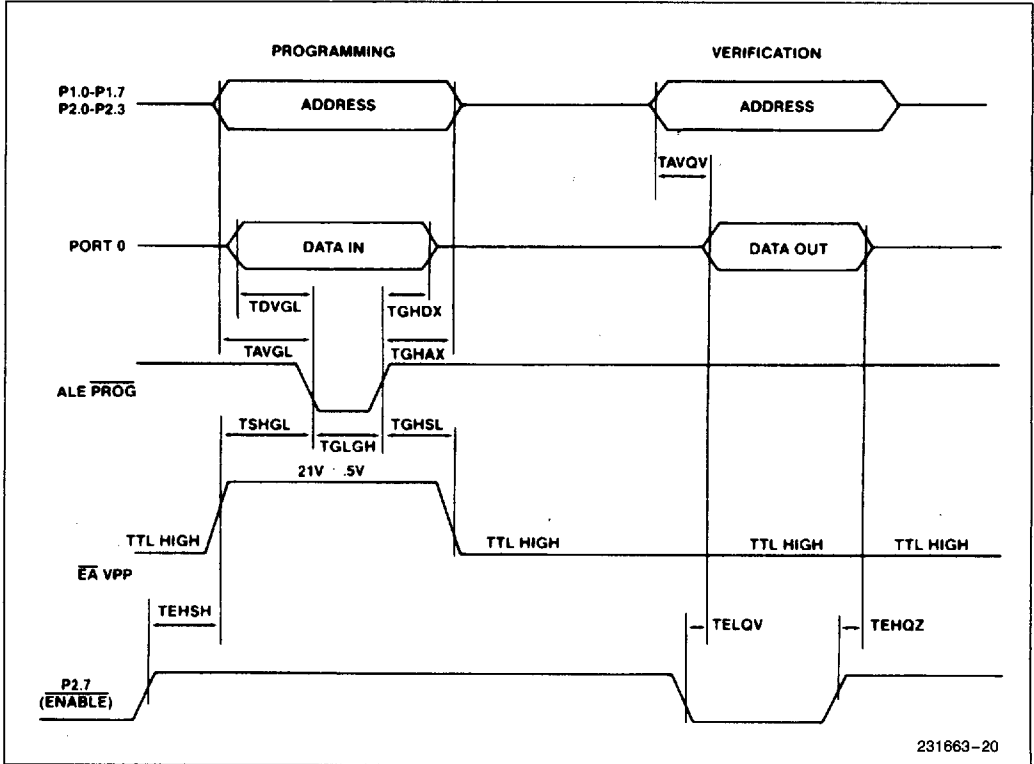 PROGRAMMING
VERIFICATION
P1.0-P1.7
P2.0-P2.3
ADDRESS
ADDRESS
TAVQV
PORT 0
DATA IN
DATA OUT
TDVGL
TGHDX
TAVGL
TGHAX
ALE PROG
TSHGL
TGLGH
TGHSL
21V .5V
TTL HIGH
TTL HIGH
TTL HIGH
TTL HIGH
EA VPP
TEHSH
TELQV
TEHQZ
P2.7
(ENABLE)
231663-20